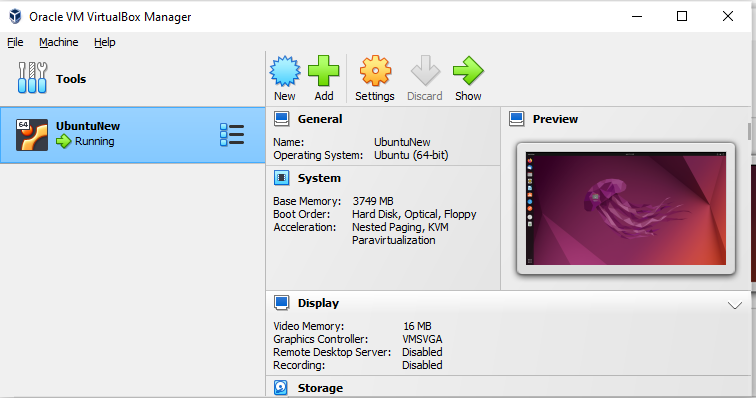 Oracle VM VirtualBox Manager
File Machine Help
Tools
New Add Settings Discard Show
64
UbuntuNew
Running
General
Name: UbuntuNew
Operating System: Ubuntu (64-bit)
System
Base Memory: 3749 MB
Boot Order: Hard Disk, Optical, Floppy
Acceleration: Nested Paging, KVM
Paravirtualization
Preview
Display
Video Memory: 16 MB
Graphics Controller: VMSVGA
Remote Desktop Server: Disabled
Recording: Disabled
Storage